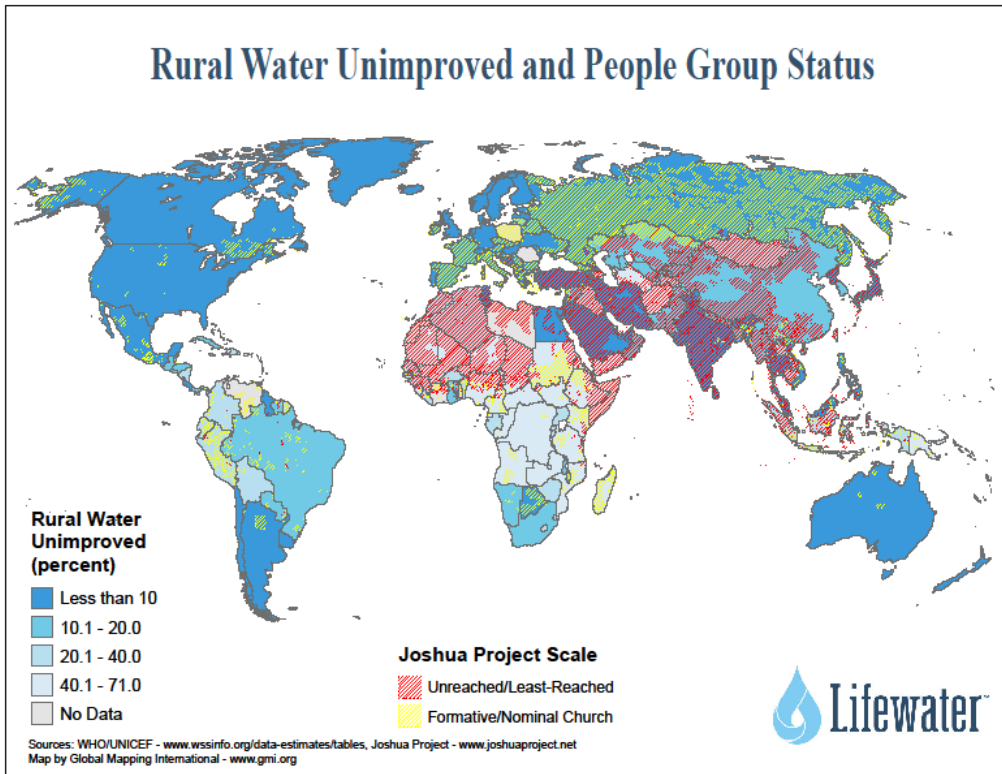 Rural Water Unimproved and People Group Status
Rural Water
Unimproved
(percent)
Less than 10
10.1 - 20.0
20.1 - 40.0
40.1 - 71.0
No Data
Joshua Project Scale
Unreached/Least-Reached
Formative/Nominal Church
Lifewater™
Sources: WHO/UNICEF - www.wssinfo.org/data-estimates/tables, Joshua Project - www.joshuaproject.net
Map by Global Mapping International - www.gmi.org